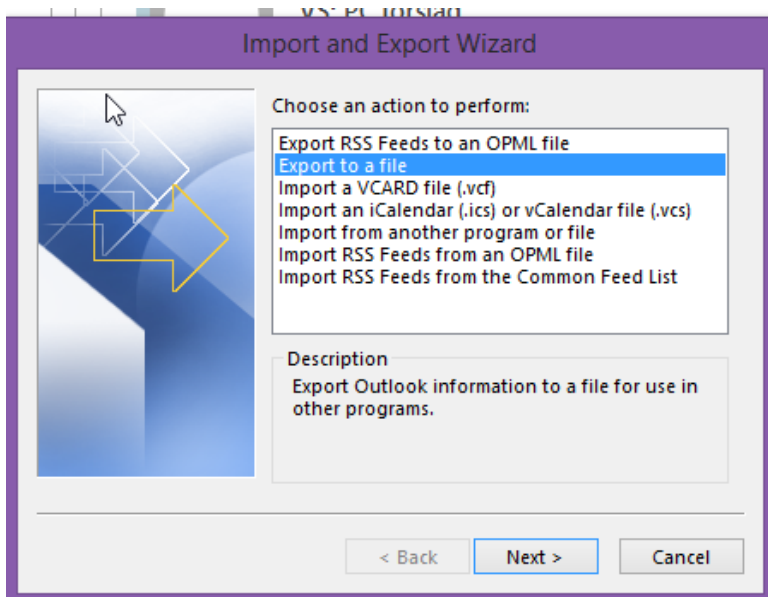 VS: PC forslag
Import and Export Wizard
Choose an action to perform:
Export RSS Feeds to an OPML file
Export to a file
Import a VCARD file (.vcf)
Import an iCalendar (.ics) or vCalendar file (.vcs)
Import from another program or file
Import RSS Feeds from an OPML file
Import RSS Feeds from the Common Feed List
Description
Export Outlook information to a file for use in
other programs.
< Back Next > Cancel